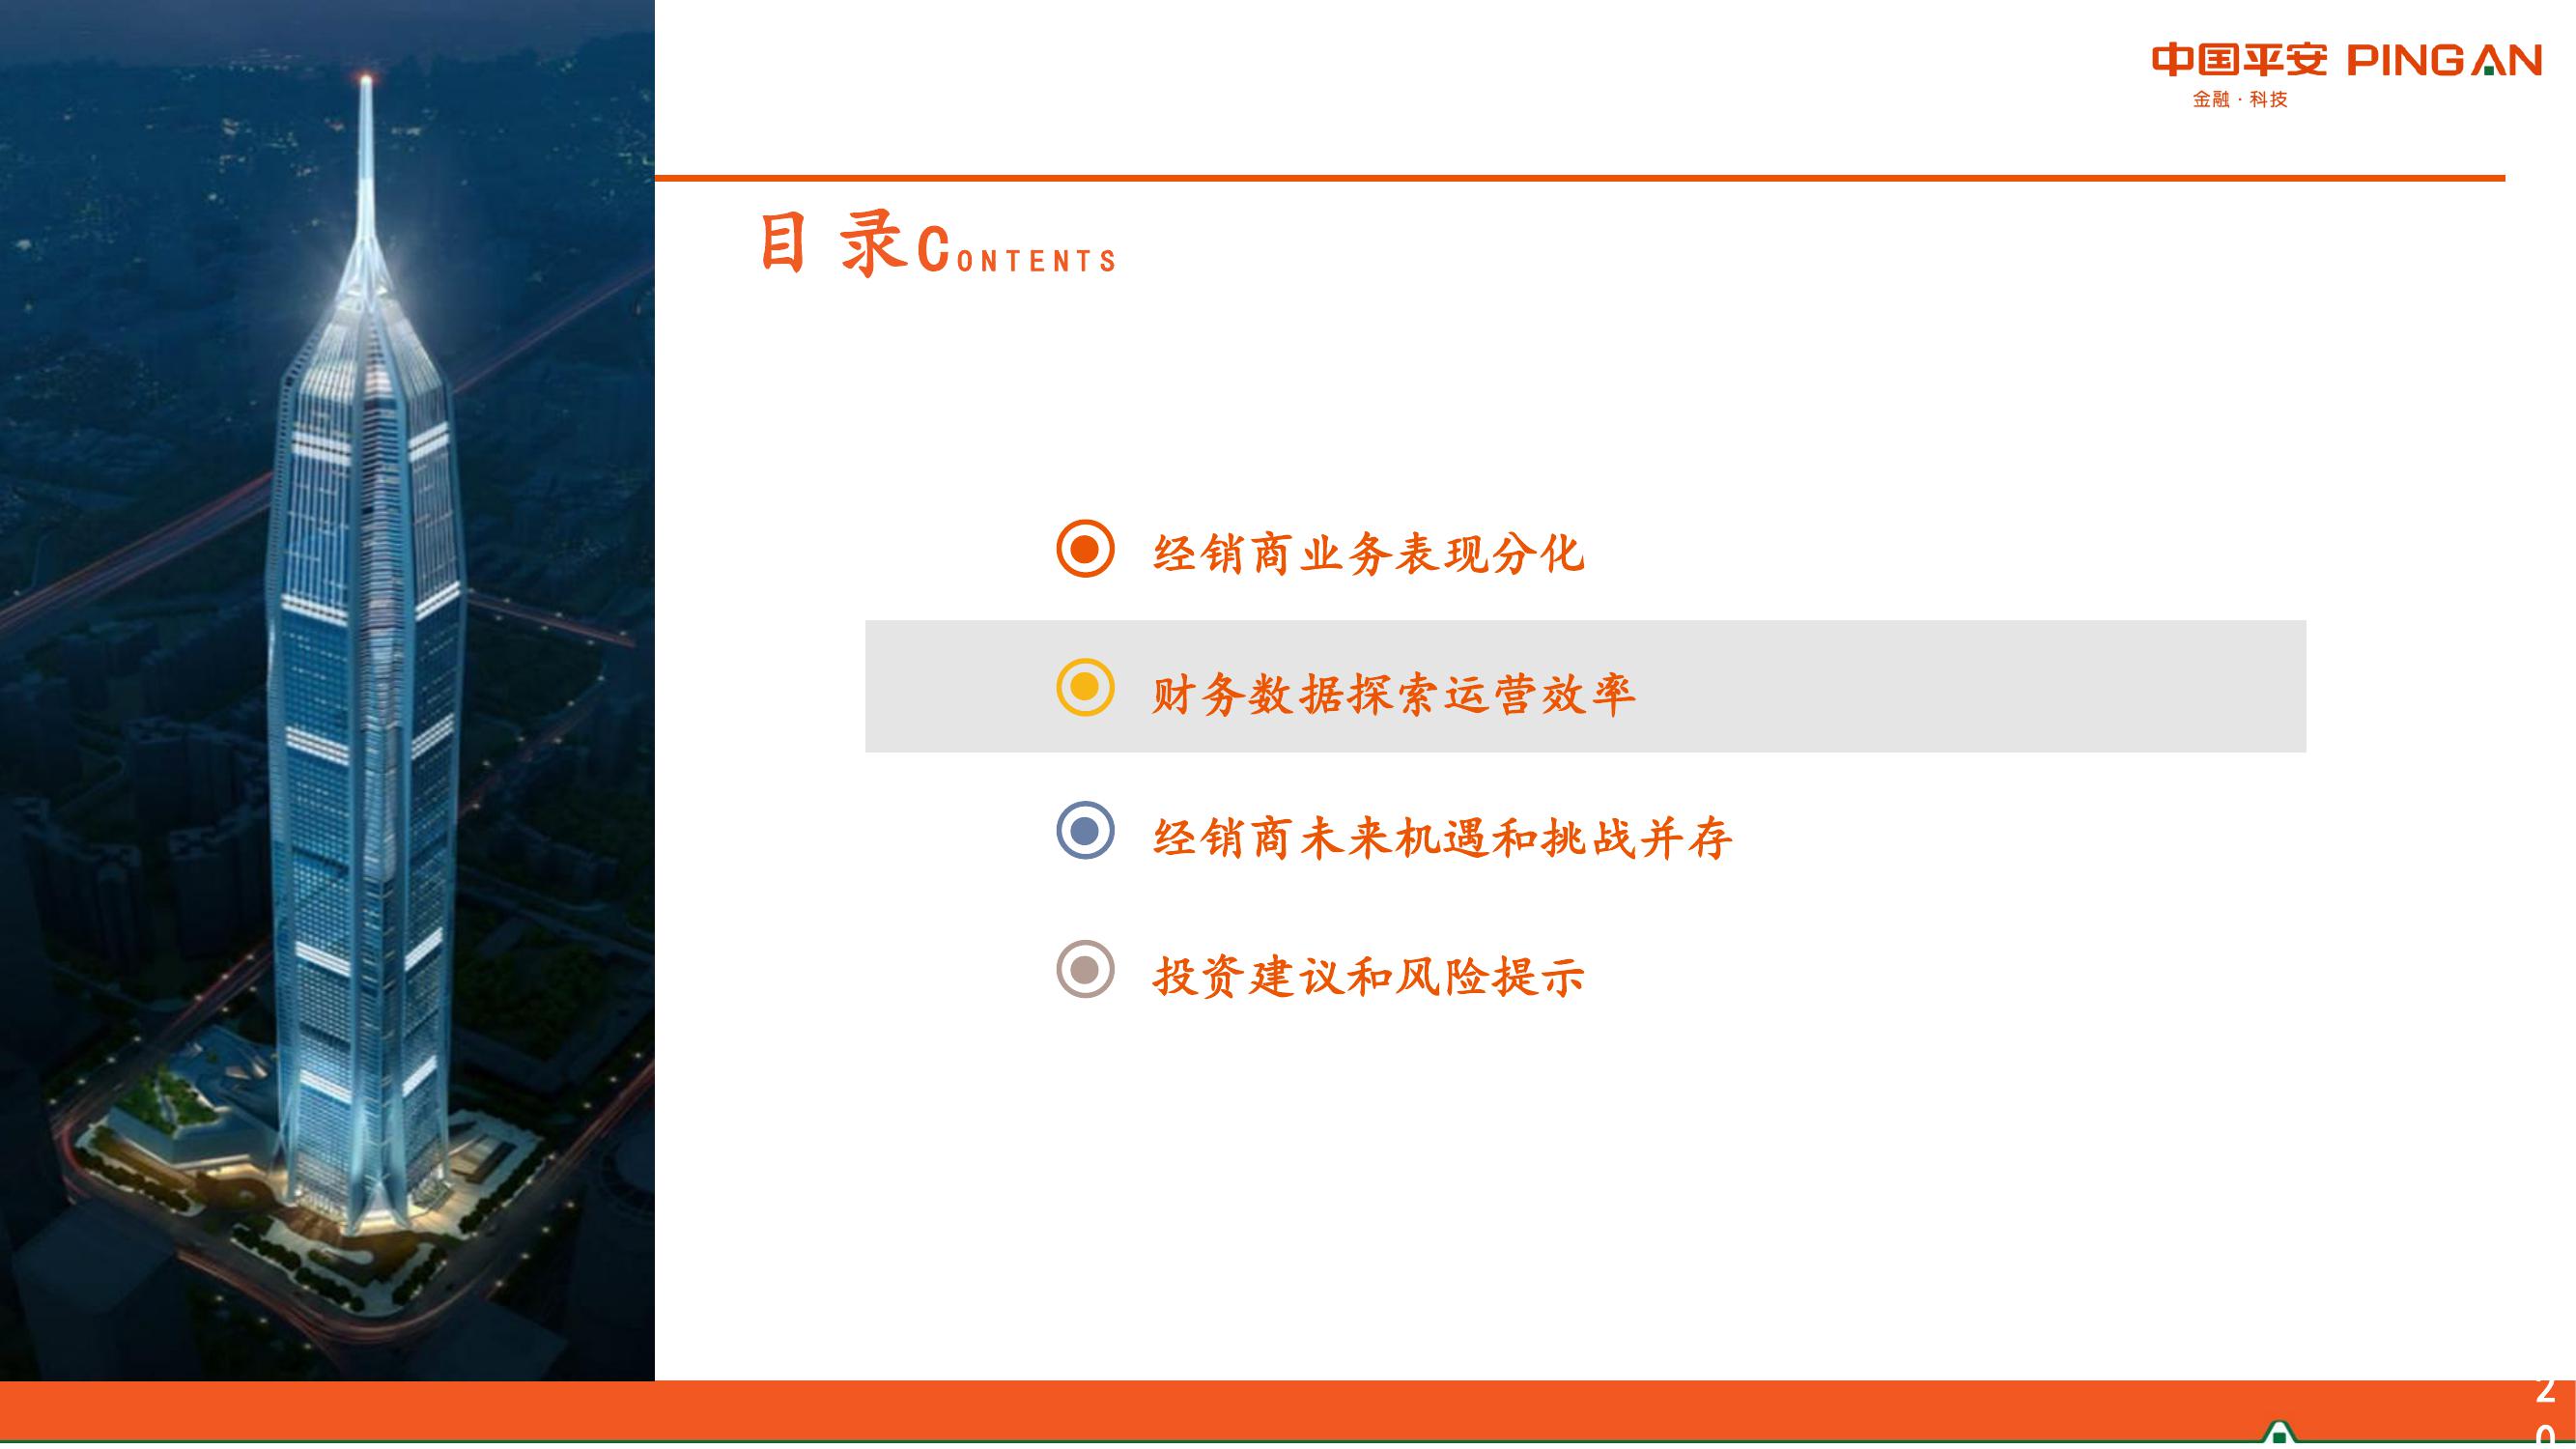 中国平安 PINGAN
金融·科技
目录CONTENTS
经销商业务表现分化
财务数据探索运营效率
经销商未来机遇和挑战并存
投资建议和风险提示
2
0